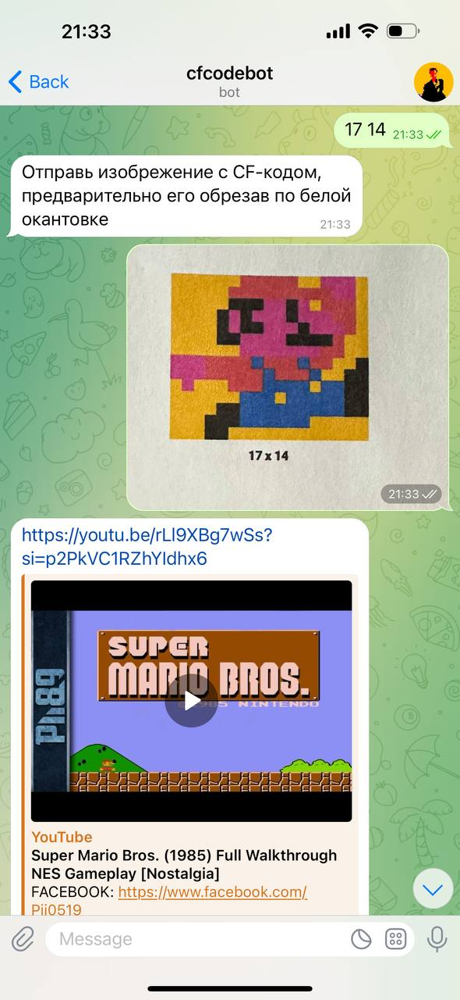 21:33
Back
cfcodebot
bot
17 14 21:33
Отправь изобрежение с CF-кодом,
предварительно его обрезав по белой
окантовке
21:33
17 x 14
21:33
https://youtu.be/rLl9XBg7wSs?
si=p2PkVC1RZhYldhx6
Pii89
SUPER
MARIO BROS.
©1985 NINTENDO
YouTube
Super Mario Bros. (1985) Full Walkthrough
NES Gameplay [Nostalgia]
FACEBOOK: https://www.facebook.com/
Pii0519
Message